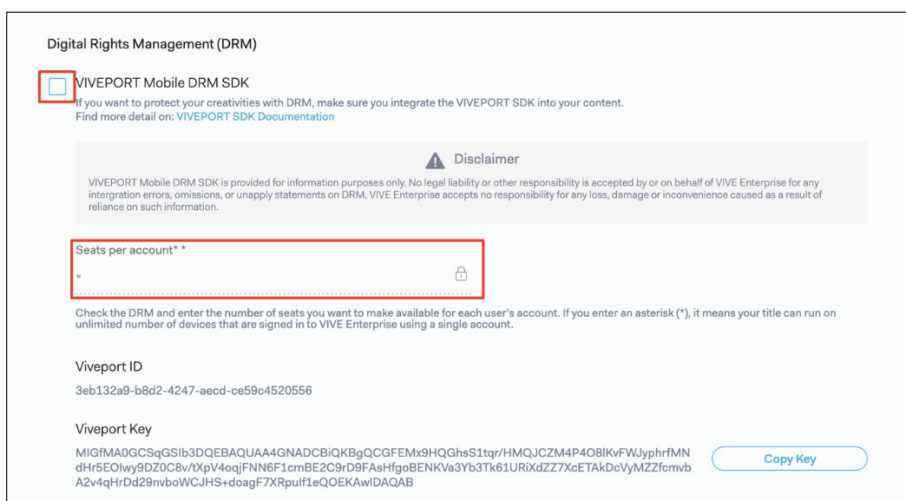 Digital Rights Management (DRM)
VIVEPORT Mobile DRM SDK
If you want to protect your creativities with DRM, make sure you integrate the VIVEPORT SDK into your content.
Find more detail on: VIVEPORT SDK Documentation
Disclaimer
VIVEPORT Mobile DRM SDK is provided for information purposes only. No legal liability or other responsibility is accepted by or on behalf of VIVE Enterprise for any
intergration errors, omissions, or unapply statements on DRM. VIVE Enterprise accepts no responsibility for any loss, damage or inconvenience caused as a result of
reliance on such information.
Seats per account* *
*
Check the DRM and enter the number of seats you want to make available for each user's account. If you enter an asterisk (*), it means your title can run on
unlimited number of devices that are signed in to VIVE Enterprise using a single account.
Viveport ID
3eb132a9-b8d2-4247-aecd-ce59c4520556
Viveport Key
MIGfMA0GCSqGSIb3DQEBAQUAA4GNADCBiQKBgQCGFEMx9HQGhsS1tqr/HMQJCZM4P4O8lKvFWJyphrfMN
dHr5EOlwy9DZ0C8v/tXpV4oqjFNN6F1cmBE2C9rD9FAsHfgoBENKVa3Yb3Tk61URiXdZZ7XcETAkDcVyMZZfcmvb
A2v4qHrDd29nvboWCJHS+doagF7XRpulf1eQOEKAwIDAQAB
Copy Key